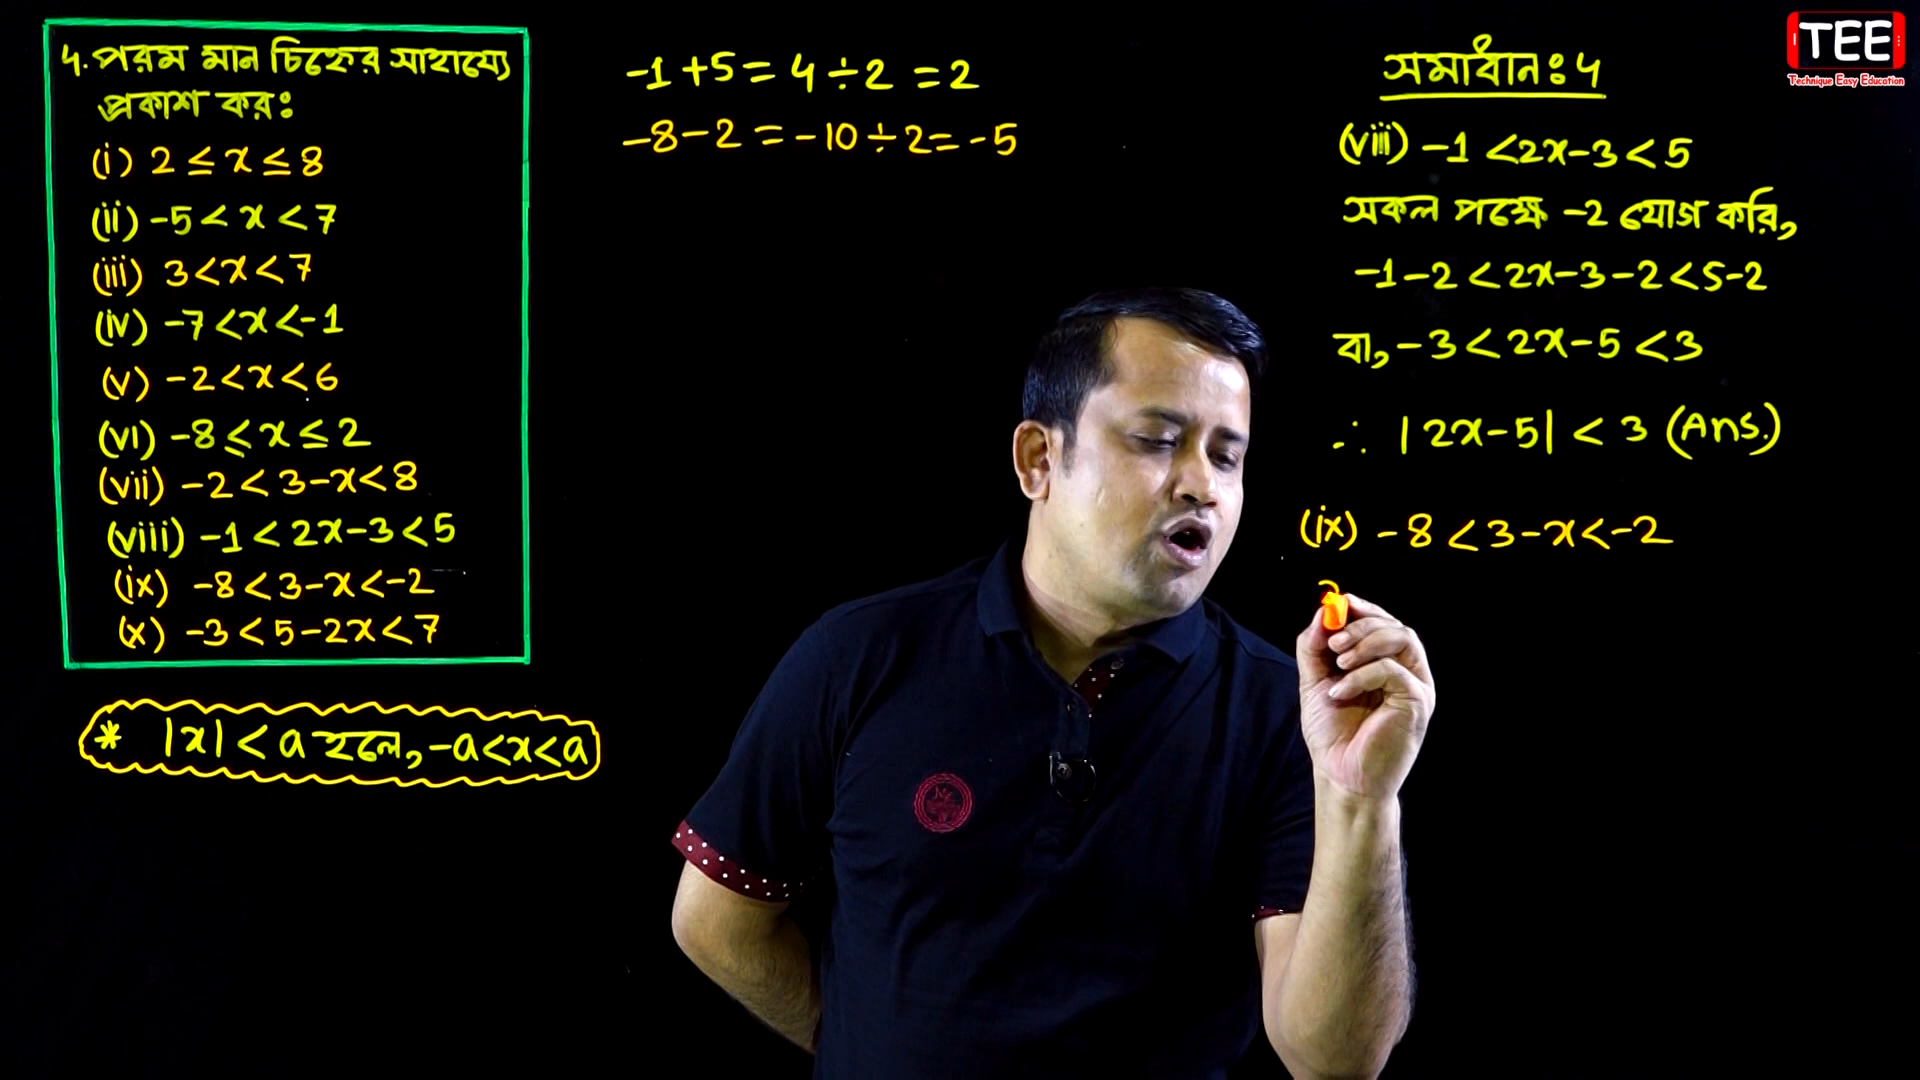 4. পরম মান চিহ্নের সাহায্যে
প্রকাশ কর:
(i) 2 ≤ x ≤ 8
(ii) -5 < x < 7
(iii) 3 < x < 7
(iv) -7 < x < -1
(v) -2 < x < 6
(vi) -8 ≤ x ≤ 2
(vii) -2 < 3-x < 8
(viii) -1 < 2x-3 < 5
(ix) -8 < 3-x < -2
(x) -3 < 5-2x < 7
* |x| < a হলে, -a < x < a
-1 + 5 = 4 ÷ 2 = 2
-8 - 2 = -10 ÷ 2 = -5
সমাধান: 4
(viii) -1 < 2x-3 < 5
সকল পক্ষে -2 যোগ করি,
-1-2 < 2x-3-2 < 5-2
বা, -3 < 2x-5 < 3
∴ |2x-5| < 3 (Ans.)
(ix) -8 < 3-x < -2
TEE
Technique Easy Education